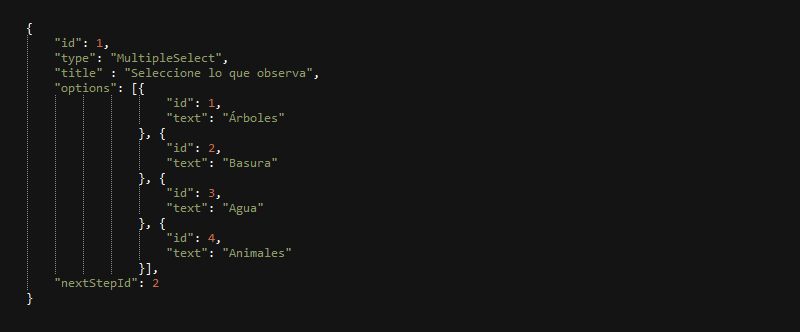 {
"id": 1,
"type": "MultipleSelect",
"title" : "Seleccione lo que observa",
"options": [{
"id": 1,
"text": "Árboles"
}, {
"id": 2,
"text": "Basura"
}, {
"id": 3,
"text": "Agua"
}, {
"id": 4,
"text": "Animales"
}],
"nextStepId": 2
}